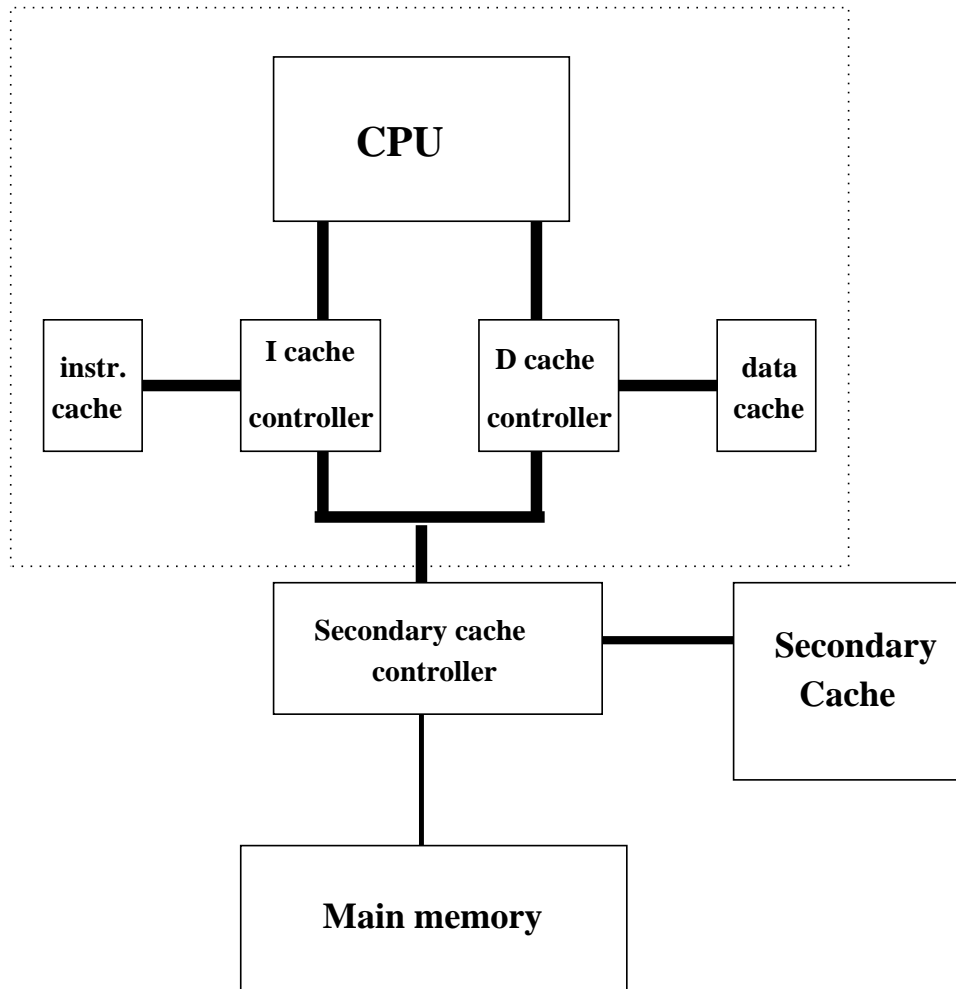 CPU
instr.
cache
I cache
controller
D cache
controller
data
cache
Secondary cache
controller
Secondary
Cache
Main memory